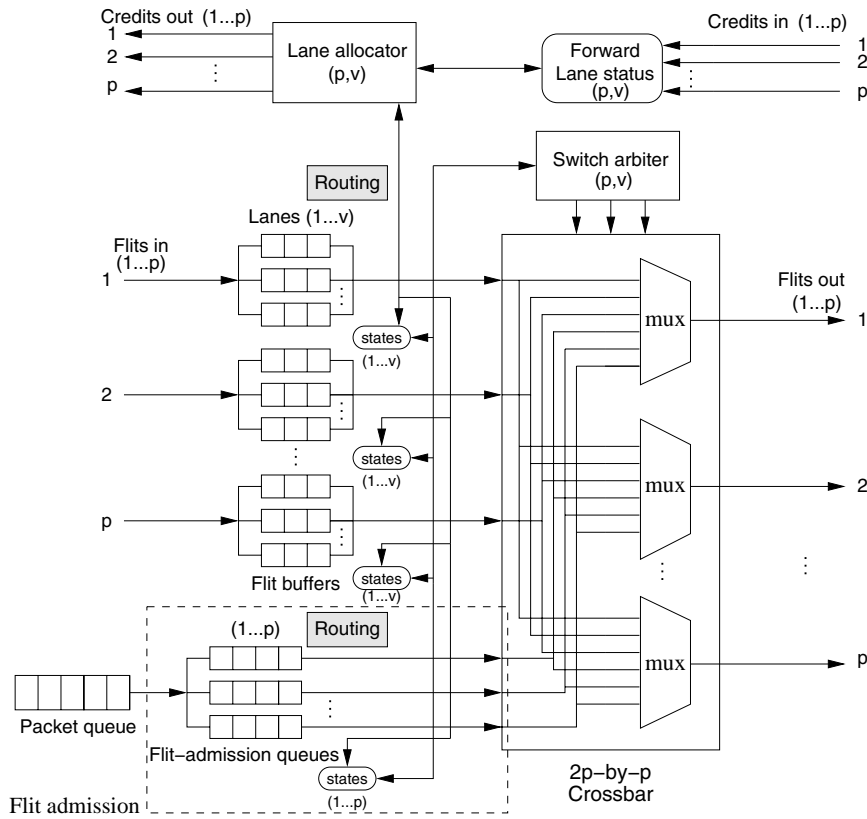 Credits out (1...p)
1
2
p
Lane allocator
(p,v)
Forward
Lane status
(p,v)
Credits in (1...p)
1
2
p
Switch arbiter
(p,v)
Routing
Lanes (1...v)
Flits in
(1...p)
1
states
(1...v)
2
states
(1...v)
p
Flit buffers
states
(1...v)
mux
Flits out
(1...p)
1
mux
2
mux
p
(1...p)
Routing
Packet queue
Flit-admission queues
states
(1...p)
Flit admission
2p-by-p
Crossbar